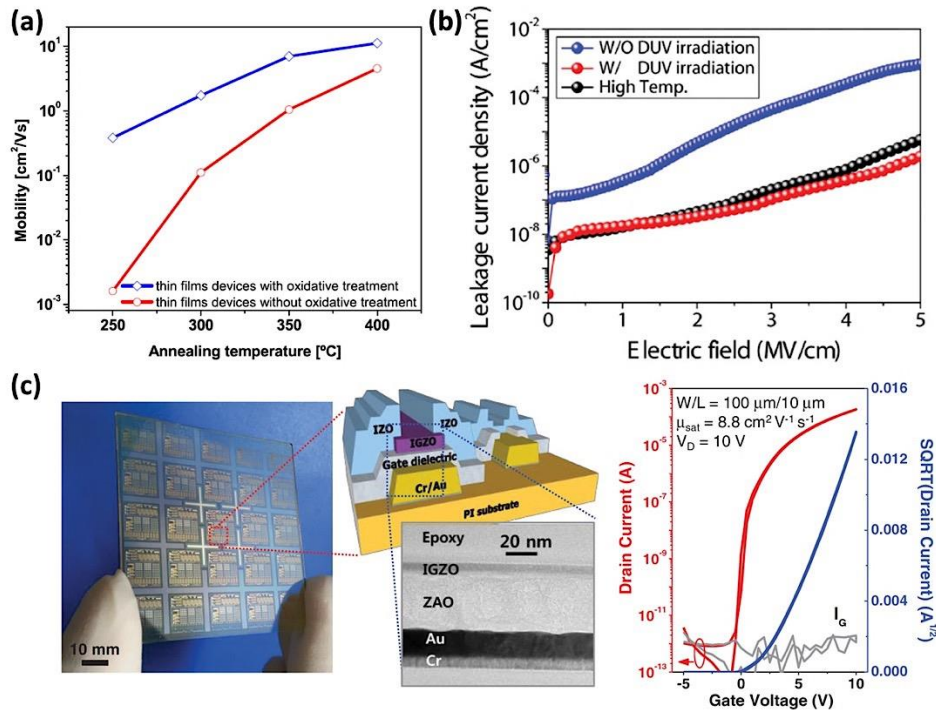 (a)
10¹
10⁰
10⁻¹
10⁻²
10⁻³
Mobility [cm²/Vs]
thin films devices with oxidative treatment
thin films devices without oxidative treatment
250 300 350 400
Annealing temperature [ºC]
(b)
W/O DUV irradiation
W/ DUV irradiation
High Temp.
10⁻²
10⁻⁴
10⁻⁶
10⁻⁸
10⁻¹⁰
Leakage current density (A/cm²)
0 1 2 3 4 5
Electric field (MV/cm)
(c)
10 mm
IZO
IZO
IGZO
Gate dielectric
Cr/Au
PI substrate
Epoxy
20 nm
IGZO
ZAO
Au
Cr
W/L = 100 μm/10 μm
μsat = 8.8 cm² V⁻¹ s⁻¹
VD = 10 V
10⁻³
10⁻⁵
10⁻⁷
10⁻⁹
10⁻¹¹
10⁻¹³
Drain Current (A)
IG
0.016
0.012
0.008
0.004
0.000
SQRT(Drain Current) (A¹/²)
-5 0 5 10
Gate Voltage (V)